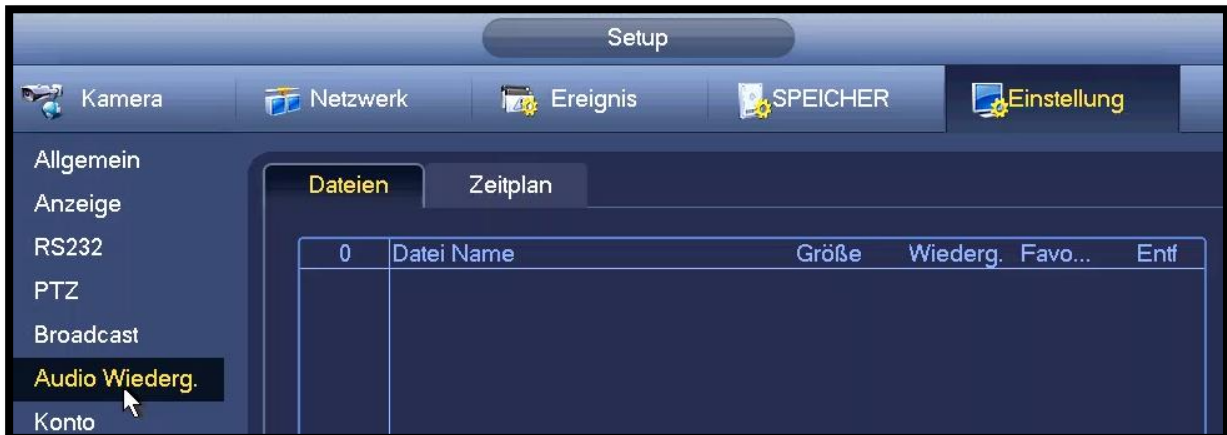 Setup
Kamera Netzwerk Ereignis SPEICHER Einstellung
Allgemein
Anzeige
RS232
PTZ
Broadcast
Audio Wiederg.
Konto
Dateien Zeitplan
0 Datei Name Größe Wiederg. Favo... Entf